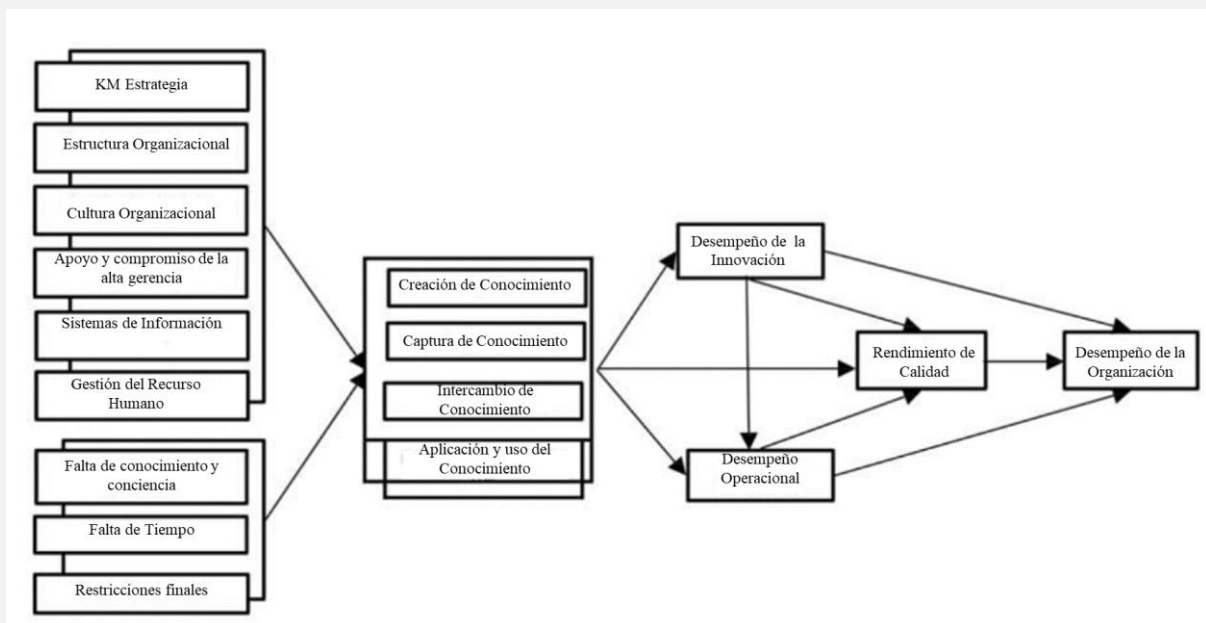 KM Estrategia
Estructura Organizacional
Cultura Organizacional
Apoyo y compromiso de la
alta gerencia
Sistemas de Información
Gestión del Recurso
Humano
Falta de conocimiento y
conciencia
Falta de Tiempo
Restricciones finales
Creación de Conocimiento
Captura de Conocimiento
Intercambio de
Conocimiento
Aplicación y uso del
Conocimiento
Desempeño de la
Innovación
Rendimiento de
Calidad
Desempeño
Operacional
Desempeño de la
Organización